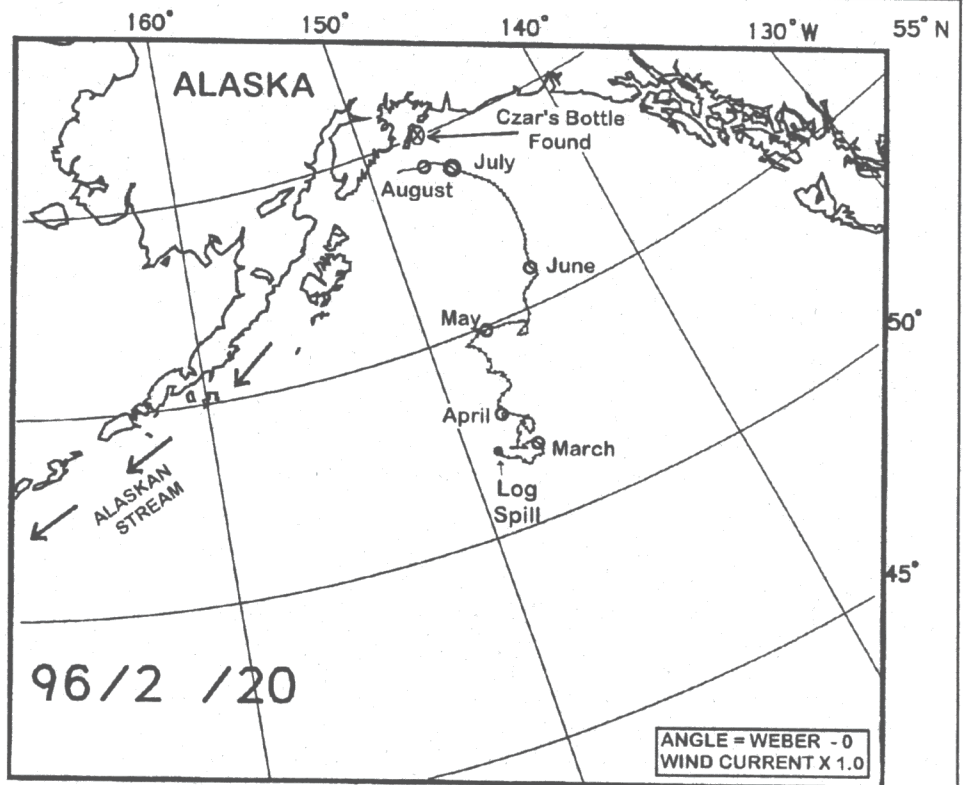 160° 150° 140° 130° W 55° N
ALASKA
Czar's Bottle
Found
July
August
June
May
50°
April
March
Log
Spill
ALASKAN
STREAM
45°
96/2 /20
ANGLE = WEBER - 0
WIND CURRENT X 1.0